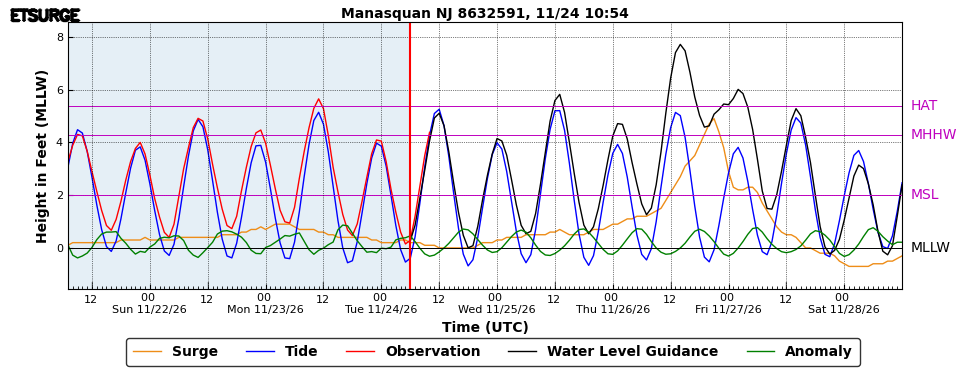 ETSURGE
Manasquan NJ 8632591, 11/24 10:54
Height in Feet (MLLW)
8
6
4
2
0
HAT
MHHW
MSL
MLLW
12 00 12 00 12 00 12 00 12 00 12 00 12 00
Sun 11/22/26 Mon 11/23/26 Tue 11/24/26 Wed 11/25/26 Thu 11/26/26 Fri 11/27/26 Sat 11/28/26
Time (UTC)
Surge Tide Observation Water Level Guidance Anomaly